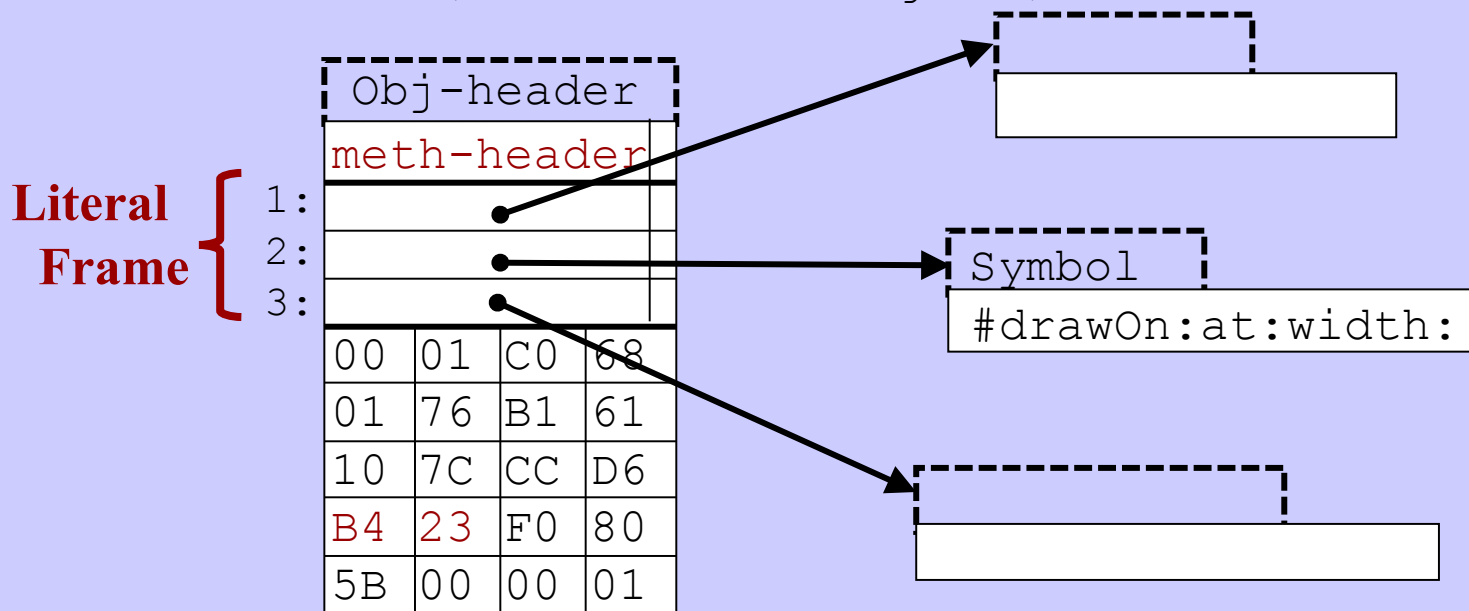 Obj-header
meth-header
Literal
Frame
1:
2:
3:
Symbol
#drawOn:at:width:
00 01 C0 68
01 76 B1 61
10 7C CC D6
B4 23 F0 80
5B 00 00 01